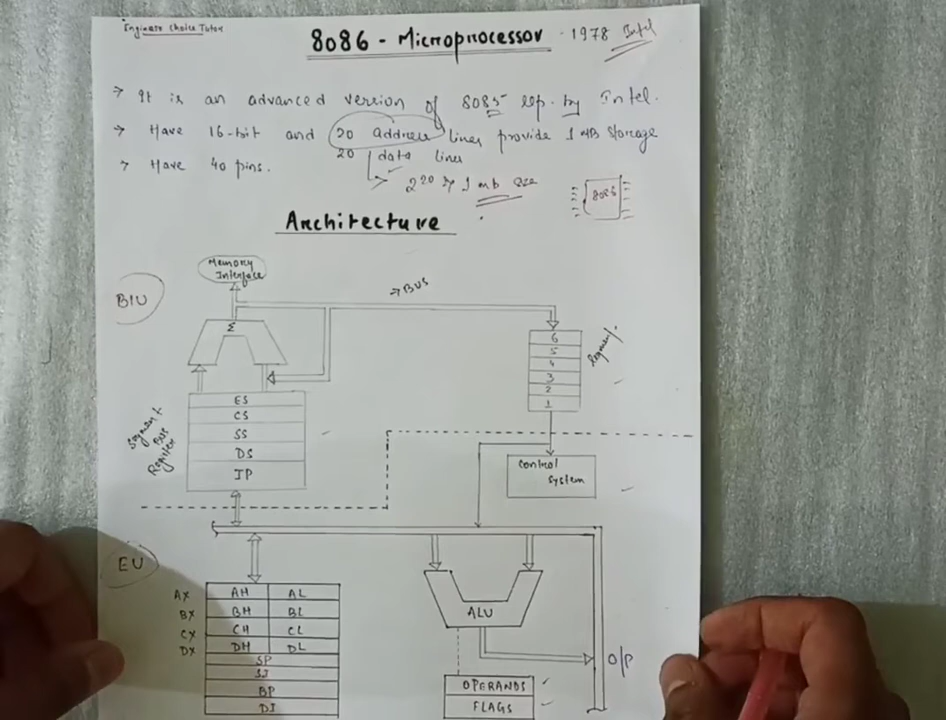 Engineers Choice Tutor
8086 - Microprocessor - 1978 Intel
→ It is an advanced version of 8085 by Intel.
→ Have 16-bit and 20 address lines provide 1 MB Storage
20 data lines
→ Have 40 pins.
2 20 → 1 mb
8086
Architecture
Memory
Interface
BIU
→ BUS
Σ
6
5
4
3
2
1
ES
CS
SS
DS
IP
Segment
Register
Control
System
EU
AX AH AL
BX BH BL
CX CH CL
DX DH DL
SP
SI
BP
DI
ALU
O/P
OPERANDS
FLAGS